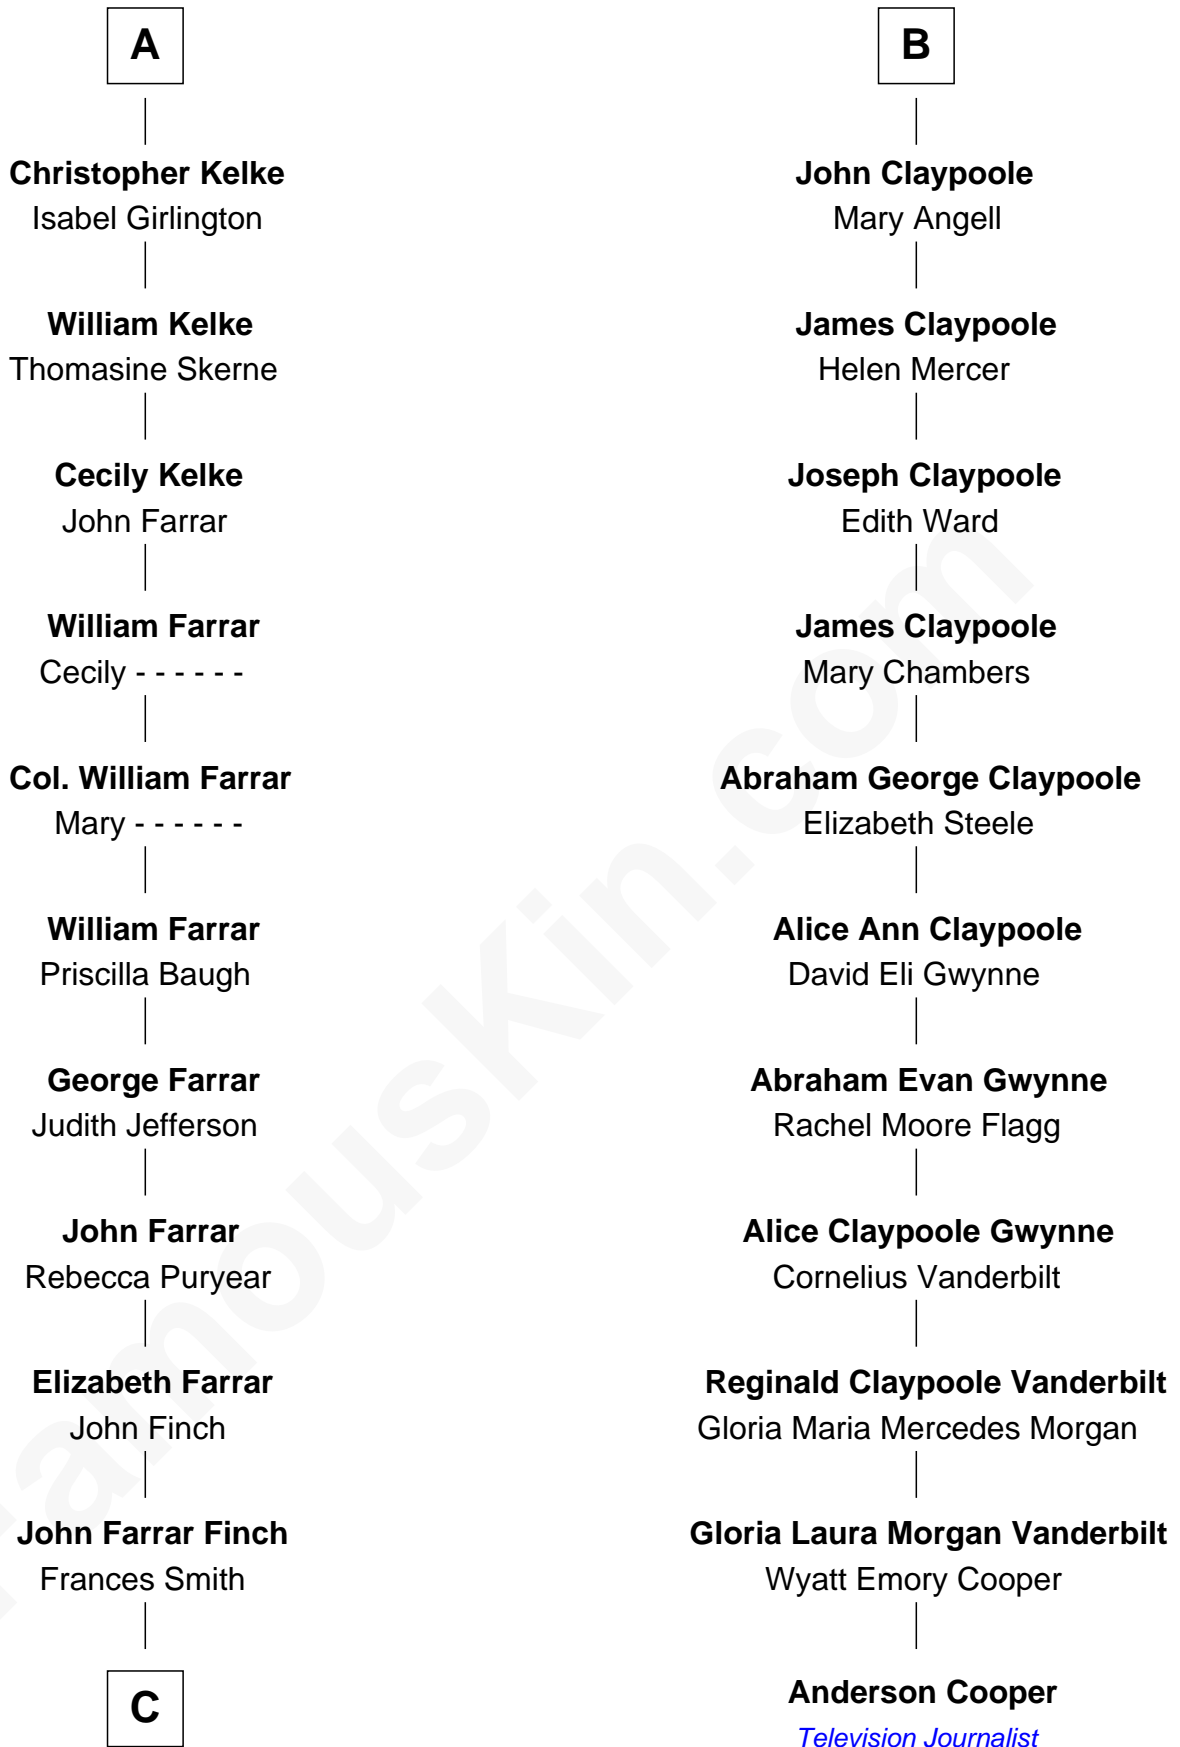 A
Christopher Kelke
Isabel Girlington
William Kelke
Thomasine Skerne
Cecily Kelke
John Farrar
William Farrar
Cecily - - - - - -
Col. William Farrar
Mary - - - - - -
William Farrar
Priscilla Baugh
George Farrar
Judith Jefferson
John Farrar
Rebecca Puryear
Elizabeth Farrar
John Finch
John Farrar Finch
Frances Smith
C
B
John Claypoole
Mary Angell
James Claypoole
Helen Mercer
Joseph Claypoole
Edith Ward
James Claypoole
Mary Chambers
Abraham George Claypoole
Elizabeth Steele
Alice Ann Claypoole
David Eli Gwynne
Abraham Evan Gwynne
Rachel Moore Flagg
Alice Claypoole Gwynne
Cornelius Vanderbilt
Reginald Claypoole Vanderbilt
Gloria Maria Mercedes Morgan
Gloria Laura Morgan Vanderbilt
Wyatt Emory Cooper
Anderson Cooper
Television Journalist
FamousKin.com